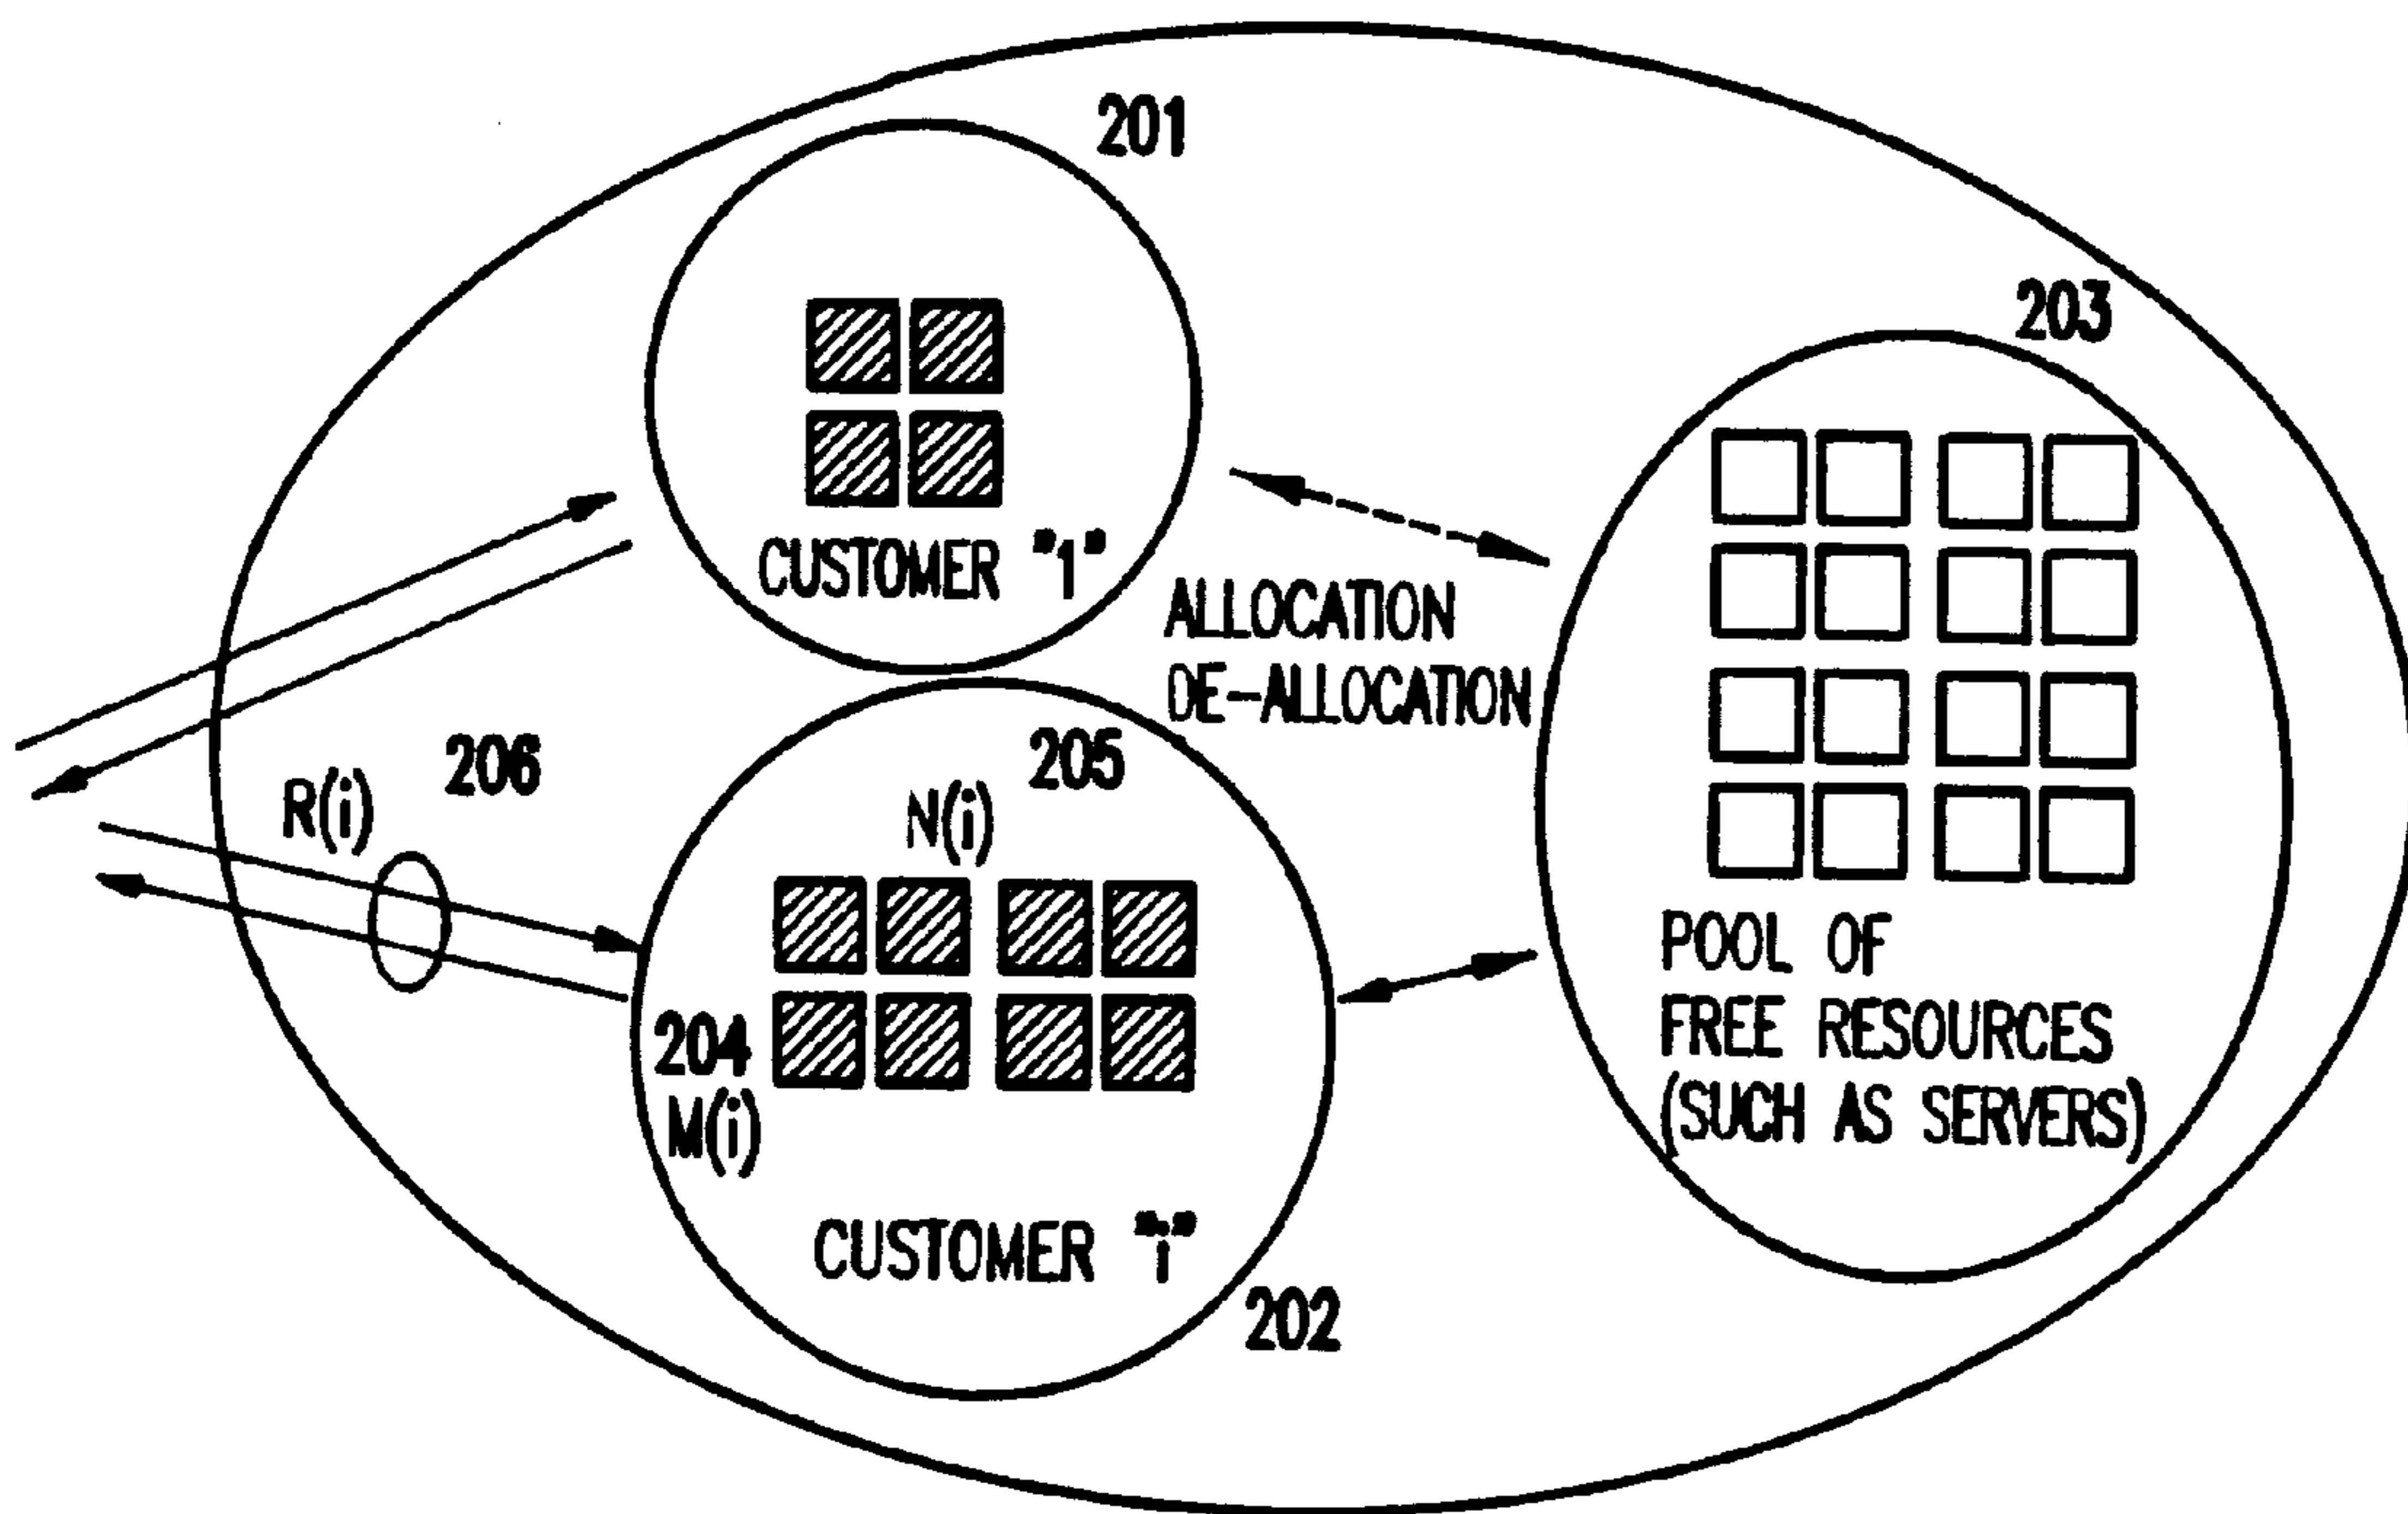 201
CUSTOMER "1"
203
ALLOCATION
DE-ALLOCATION
206
R(i)
205
N(i)
204
M(i)
CUSTOMER "i"
202
POOL OF
FREE RESOURCES
(SUCH AS SERVERS)